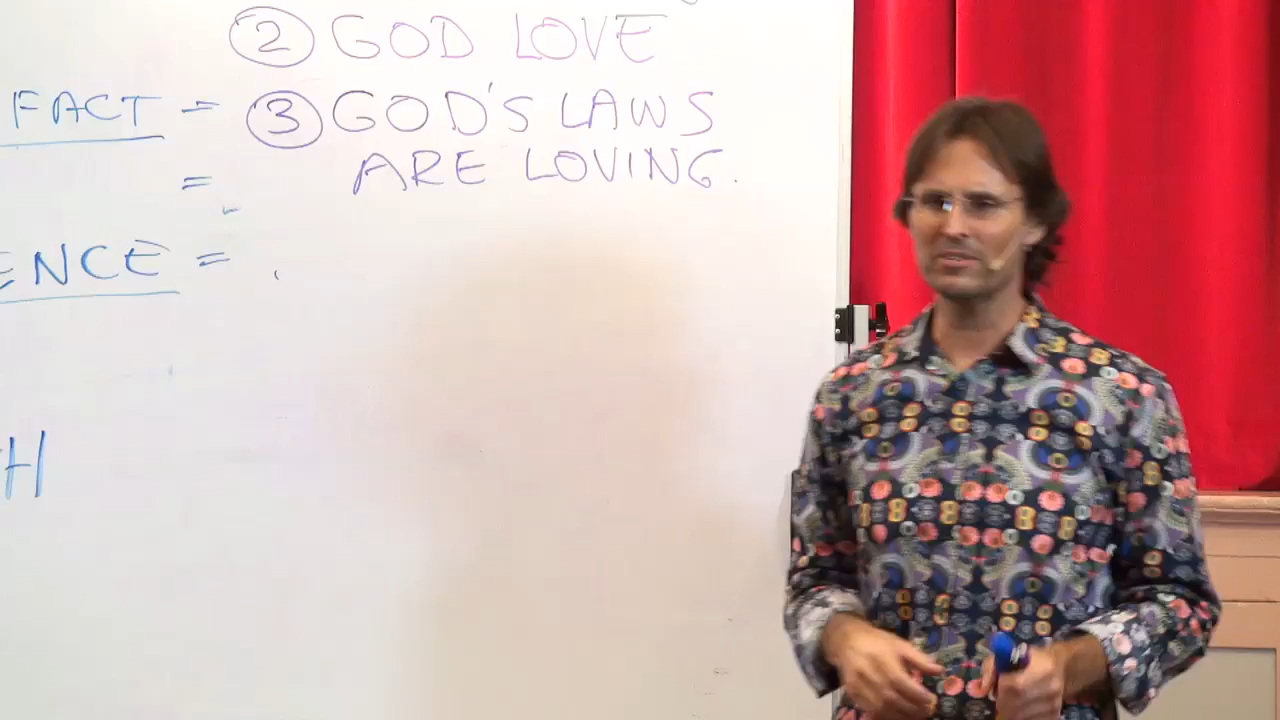 ② GOD LOVE
FACT = ③ GOD'S LAWS
= ARE LOVING.
ENCE =
H